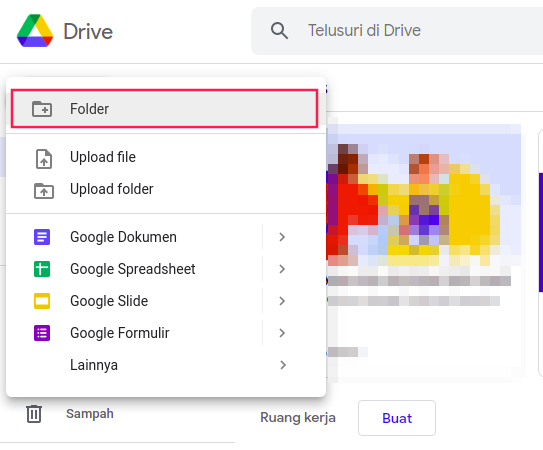 Drive
Telusuri di Drive
Folder
Upload file
Upload folder
Google Dokumen
Google Spreadsheet
Google Slide
Google Formulir
Lainnya
Sampah
Ruang kerja
Buat